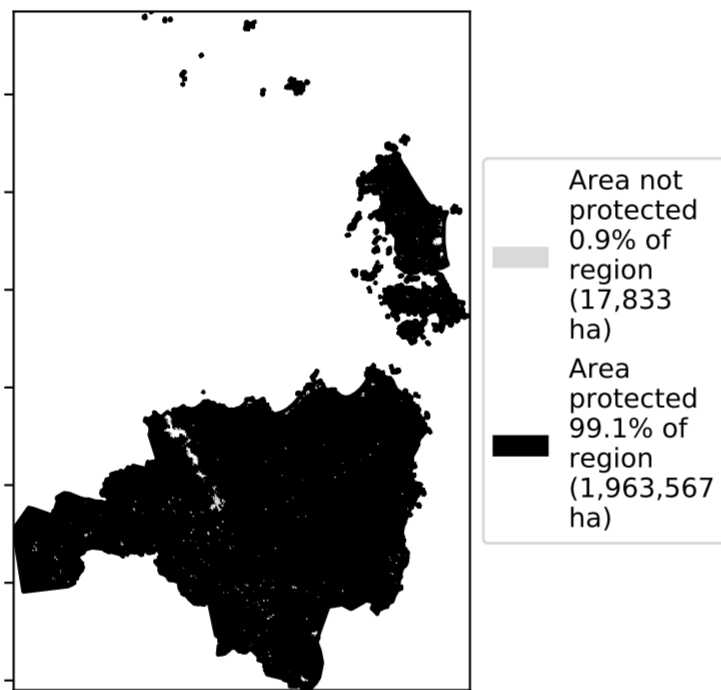 Area not
protected
0.9% of
region
(17,833
ha)
Area
protected
99.1% of
region
(1,963,567
ha)